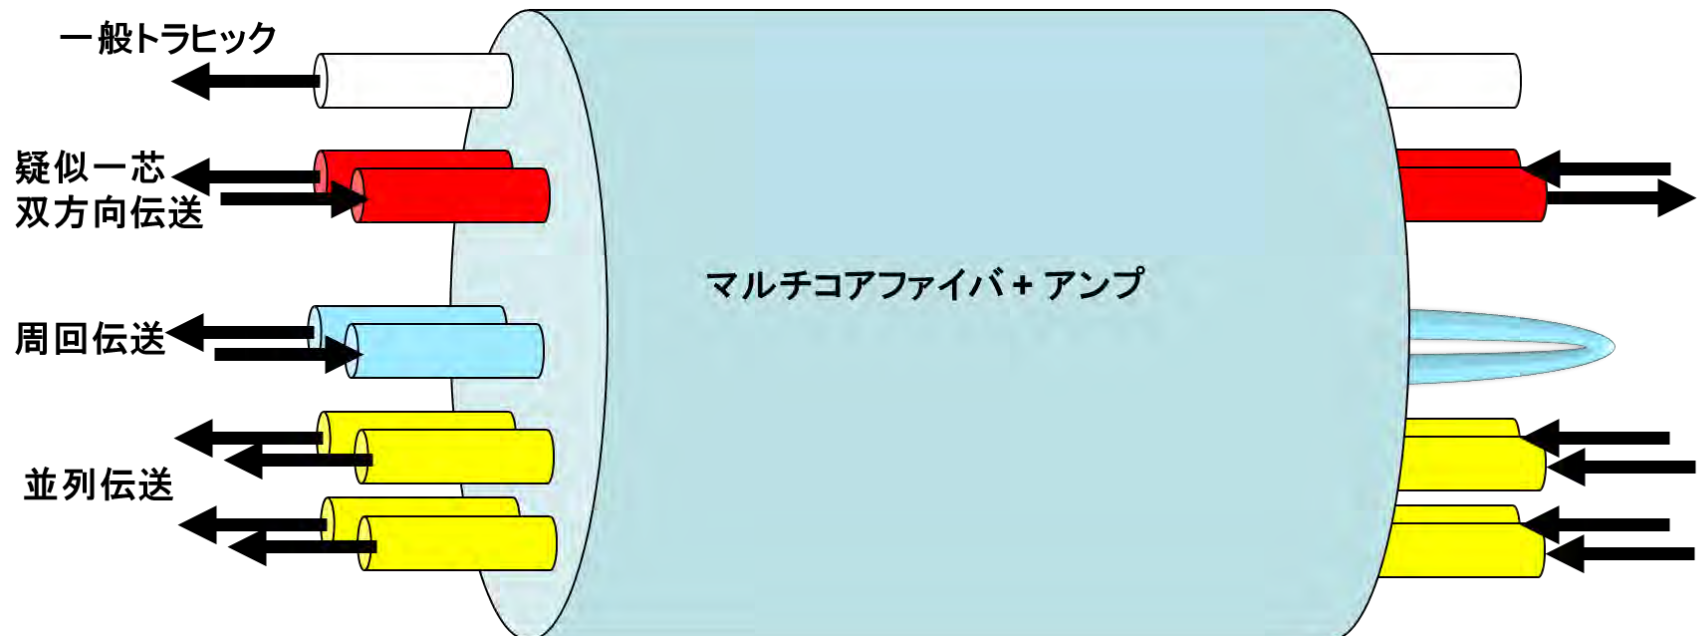 一般トラヒック
疑似一芯
双方向伝送
マルチコアファイバ + アンプ
周回伝送
並列伝送